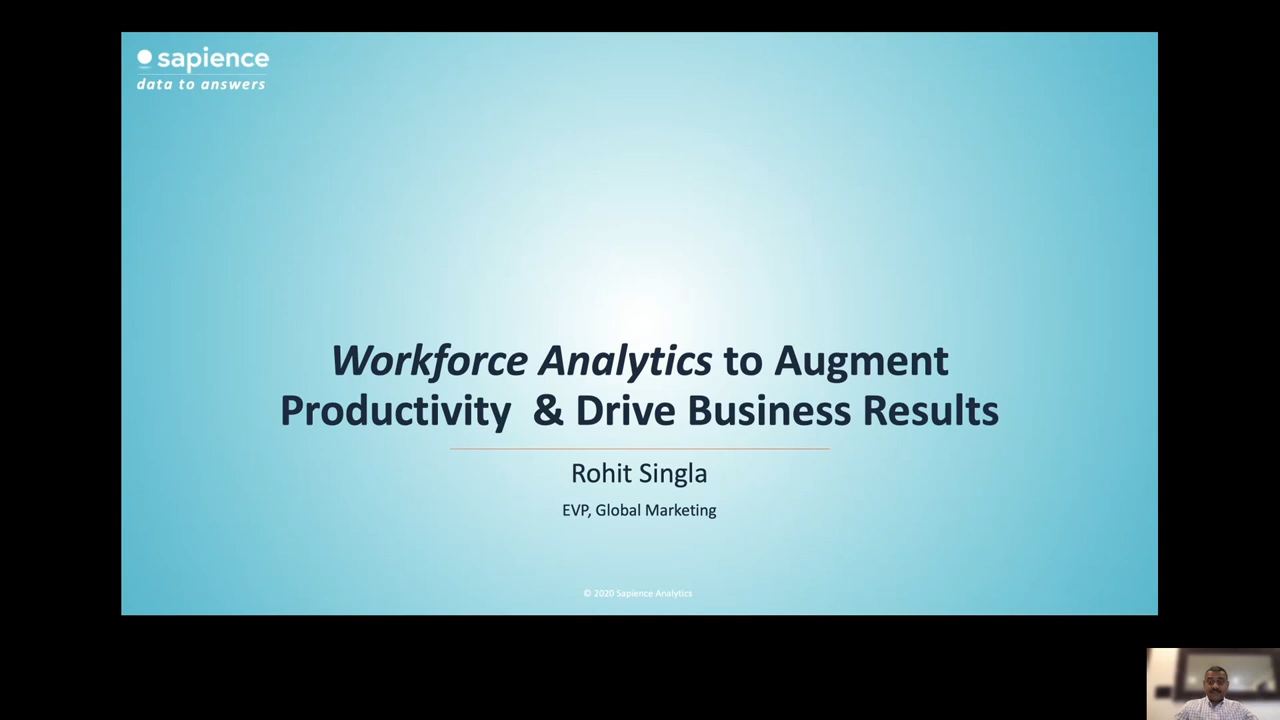 sapience
data to answers
Workforce Analytics to Augment
Productivity & Drive Business Results
Rohit Singla
EVP, Global Marketing
© 2020 Sapience Analytics